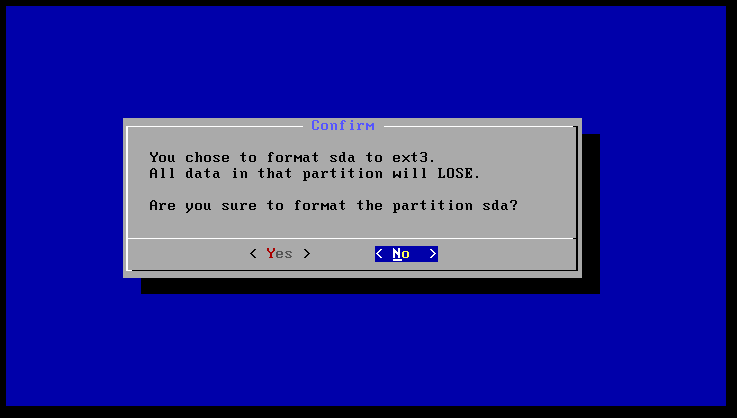 Confirm
You chose to format sda to ext3.
All data in that partition will LOSE.
Are you sure to format the partition sda?
< Yes > < No >